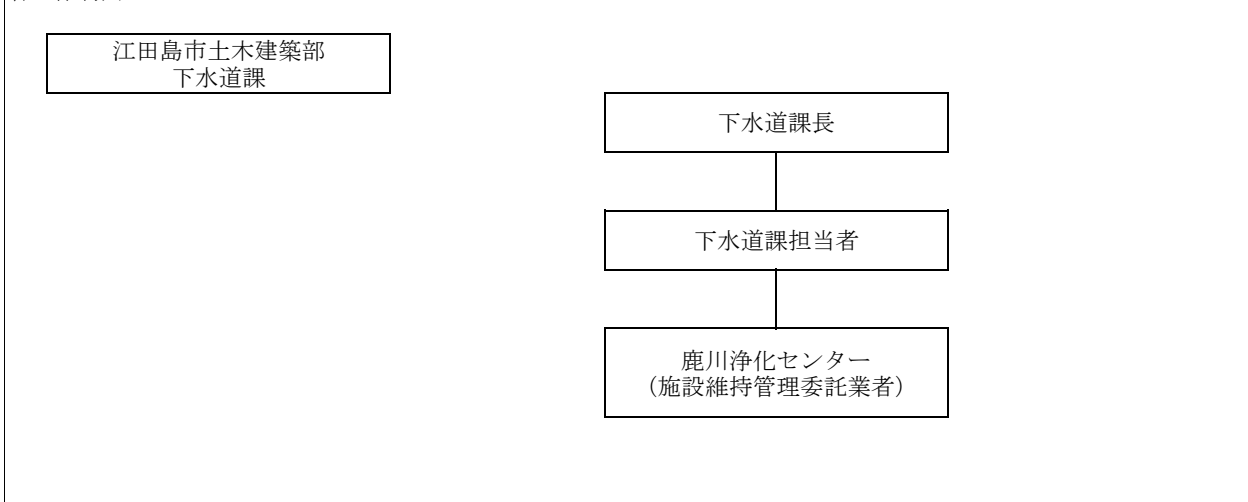 江田島市土木建築部
下水道課
下水道課長
下水道課担当者
鹿川浄化センター
（施設維持管理委託業者）